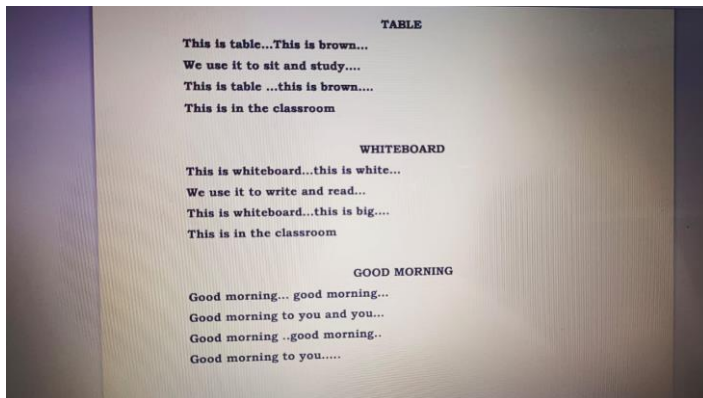 TABLE
This is table...This is brown...
We use it to sit and study....
This is table ...this is brown....
This is in the classroom
WHITEBOARD
This is whiteboard...this is white...
We use it to write and read...
This is whiteboard...this is big....
This is in the classroom
GOOD MORNING
Good morning... good morning...
Good morning to you and you...
Good morning ..good morning..
Good morning to you.....